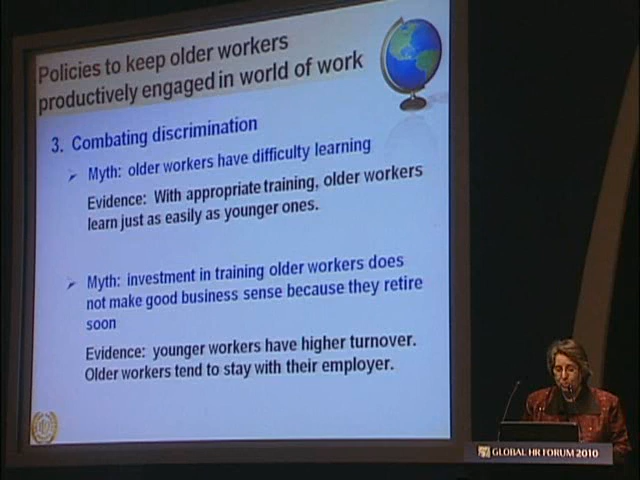 Policies to keep older workers
productively engaged in world of work
3. Combating discrimination
Myth: older workers have difficulty learning
Evidence: With appropriate training, older workers
learn just as easily as younger ones.
Myth: investment in training older workers does
not make good business sense because they retire
soon
Evidence: younger workers have higher turnover.
Older workers tend to stay with their employer.
GLOBAL HR FORUM 2010